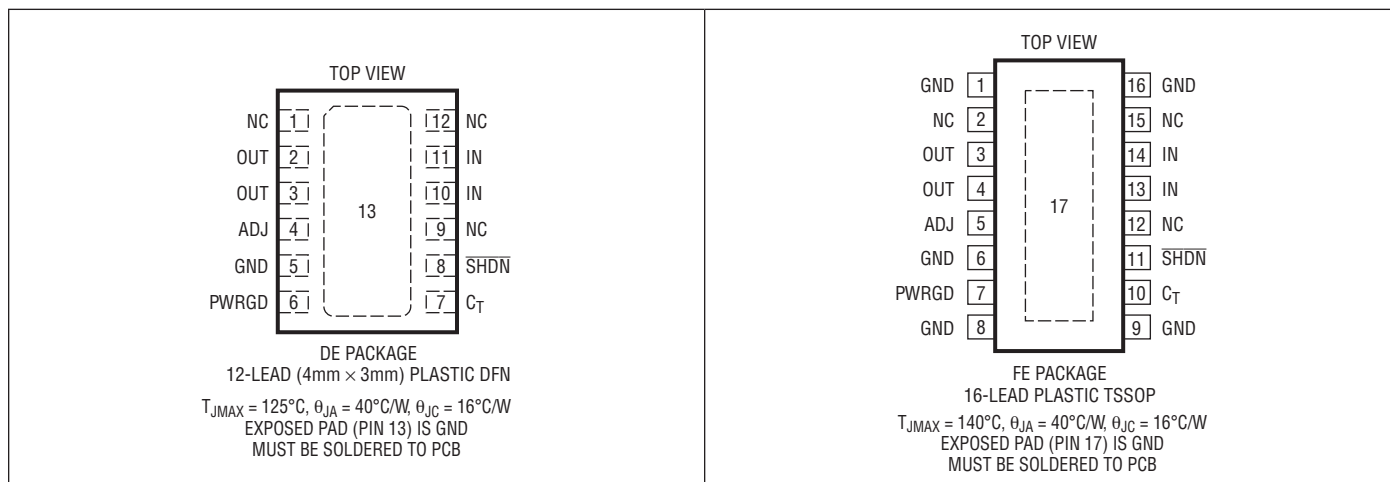 TOP VIEW
NC 1 12 NC
OUT 2 11 IN
OUT 3 10 IN
13
ADJ 4 9 NC
GND 5 8 SHDN
PWRGD 6 7 CT
DE PACKAGE
12-LEAD (4mm × 3mm) PLASTIC DFN
TJMAX = 125°C, θJA = 40°C/W, θJC = 16°C/W
EXPOSED PAD (PIN 13) IS GND
MUST BE SOLDERED TO PCB
TOP VIEW
GND 1 16 GND
NC 2 15 NC
OUT 3 14 IN
OUT 4 13 IN
17
ADJ 5 12 NC
GND 6 11 SHDN
PWRGD 7 10 CT
GND 8 9 GND
FE PACKAGE
16-LEAD PLASTIC TSSOP
TJMAX = 140°C, θJA = 40°C/W, θJC = 16°C/W
EXPOSED PAD (PIN 17) IS GND
MUST BE SOLDERED TO PCB